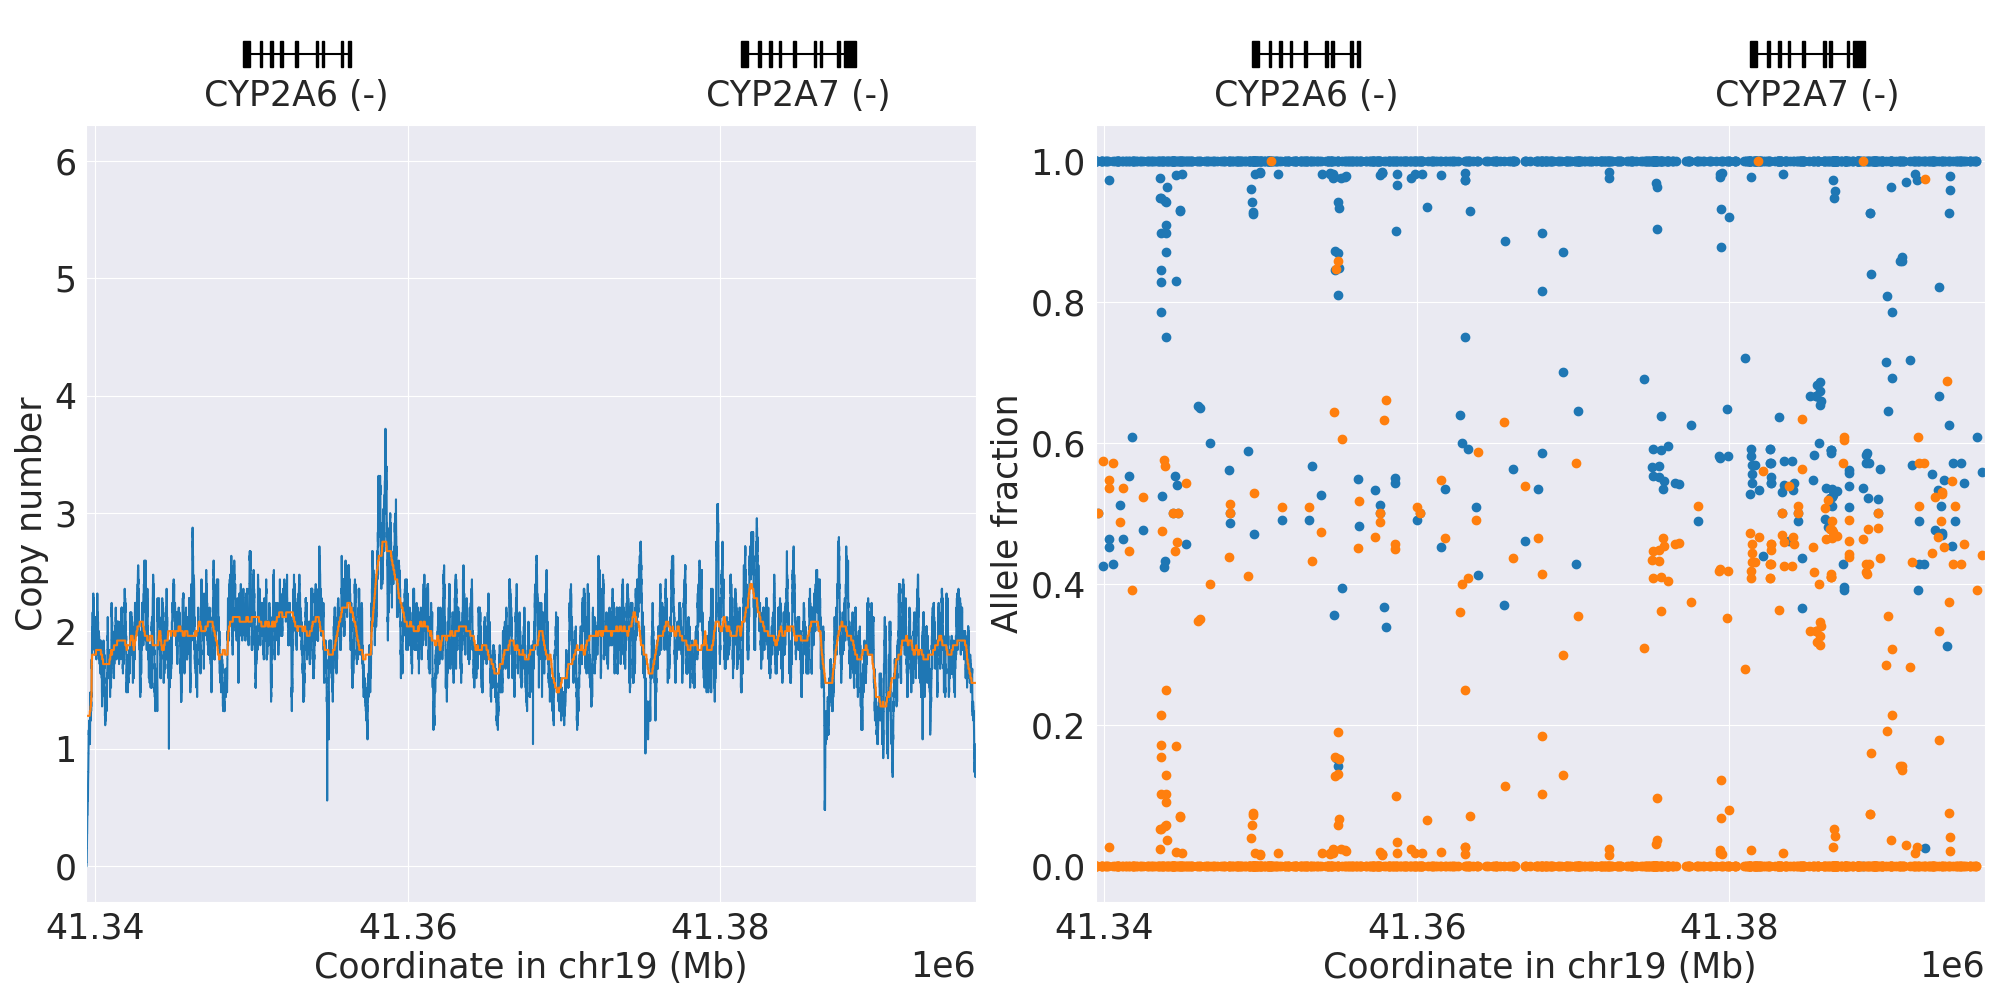 CYP2A6 (-)
CYP2A7 (-)
6
5
4
3
2
1
0
Copy number
41.34
41.36
41.38
Coordinate in chr19 (Mb)
1e6
CYP2A6 (-)
CYP2A7 (-)
1.0
0.8
0.6
0.4
0.2
0.0
Allele fraction
41.34
41.36
41.38
Coordinate in chr19 (Mb)
1e6